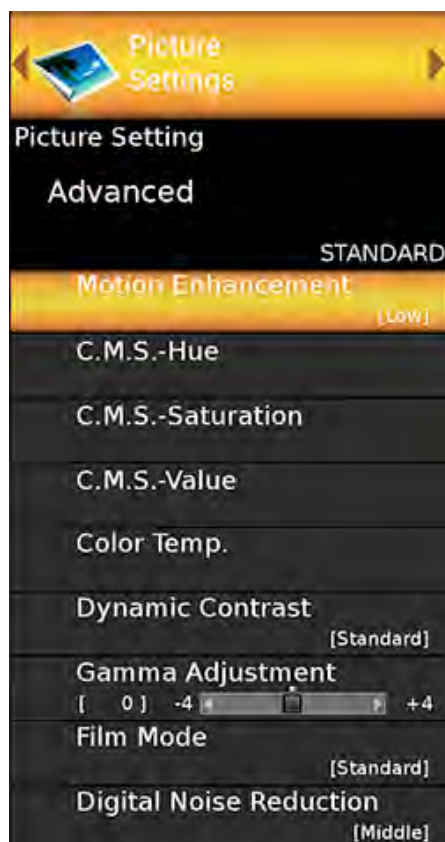 Picture
Settings
Picture Setting
Advanced
STANDARD
Motion Enhancement
[Low]
C.M.S.-Hue
C.M.S.-Saturation
C.M.S.-Value
Color Temp.
Dynamic Contrast
[Standard]
Gamma Adjustment
[ 0] -4 +4
Film Mode
[Standard]
Digital Noise Reduction
[Middle]